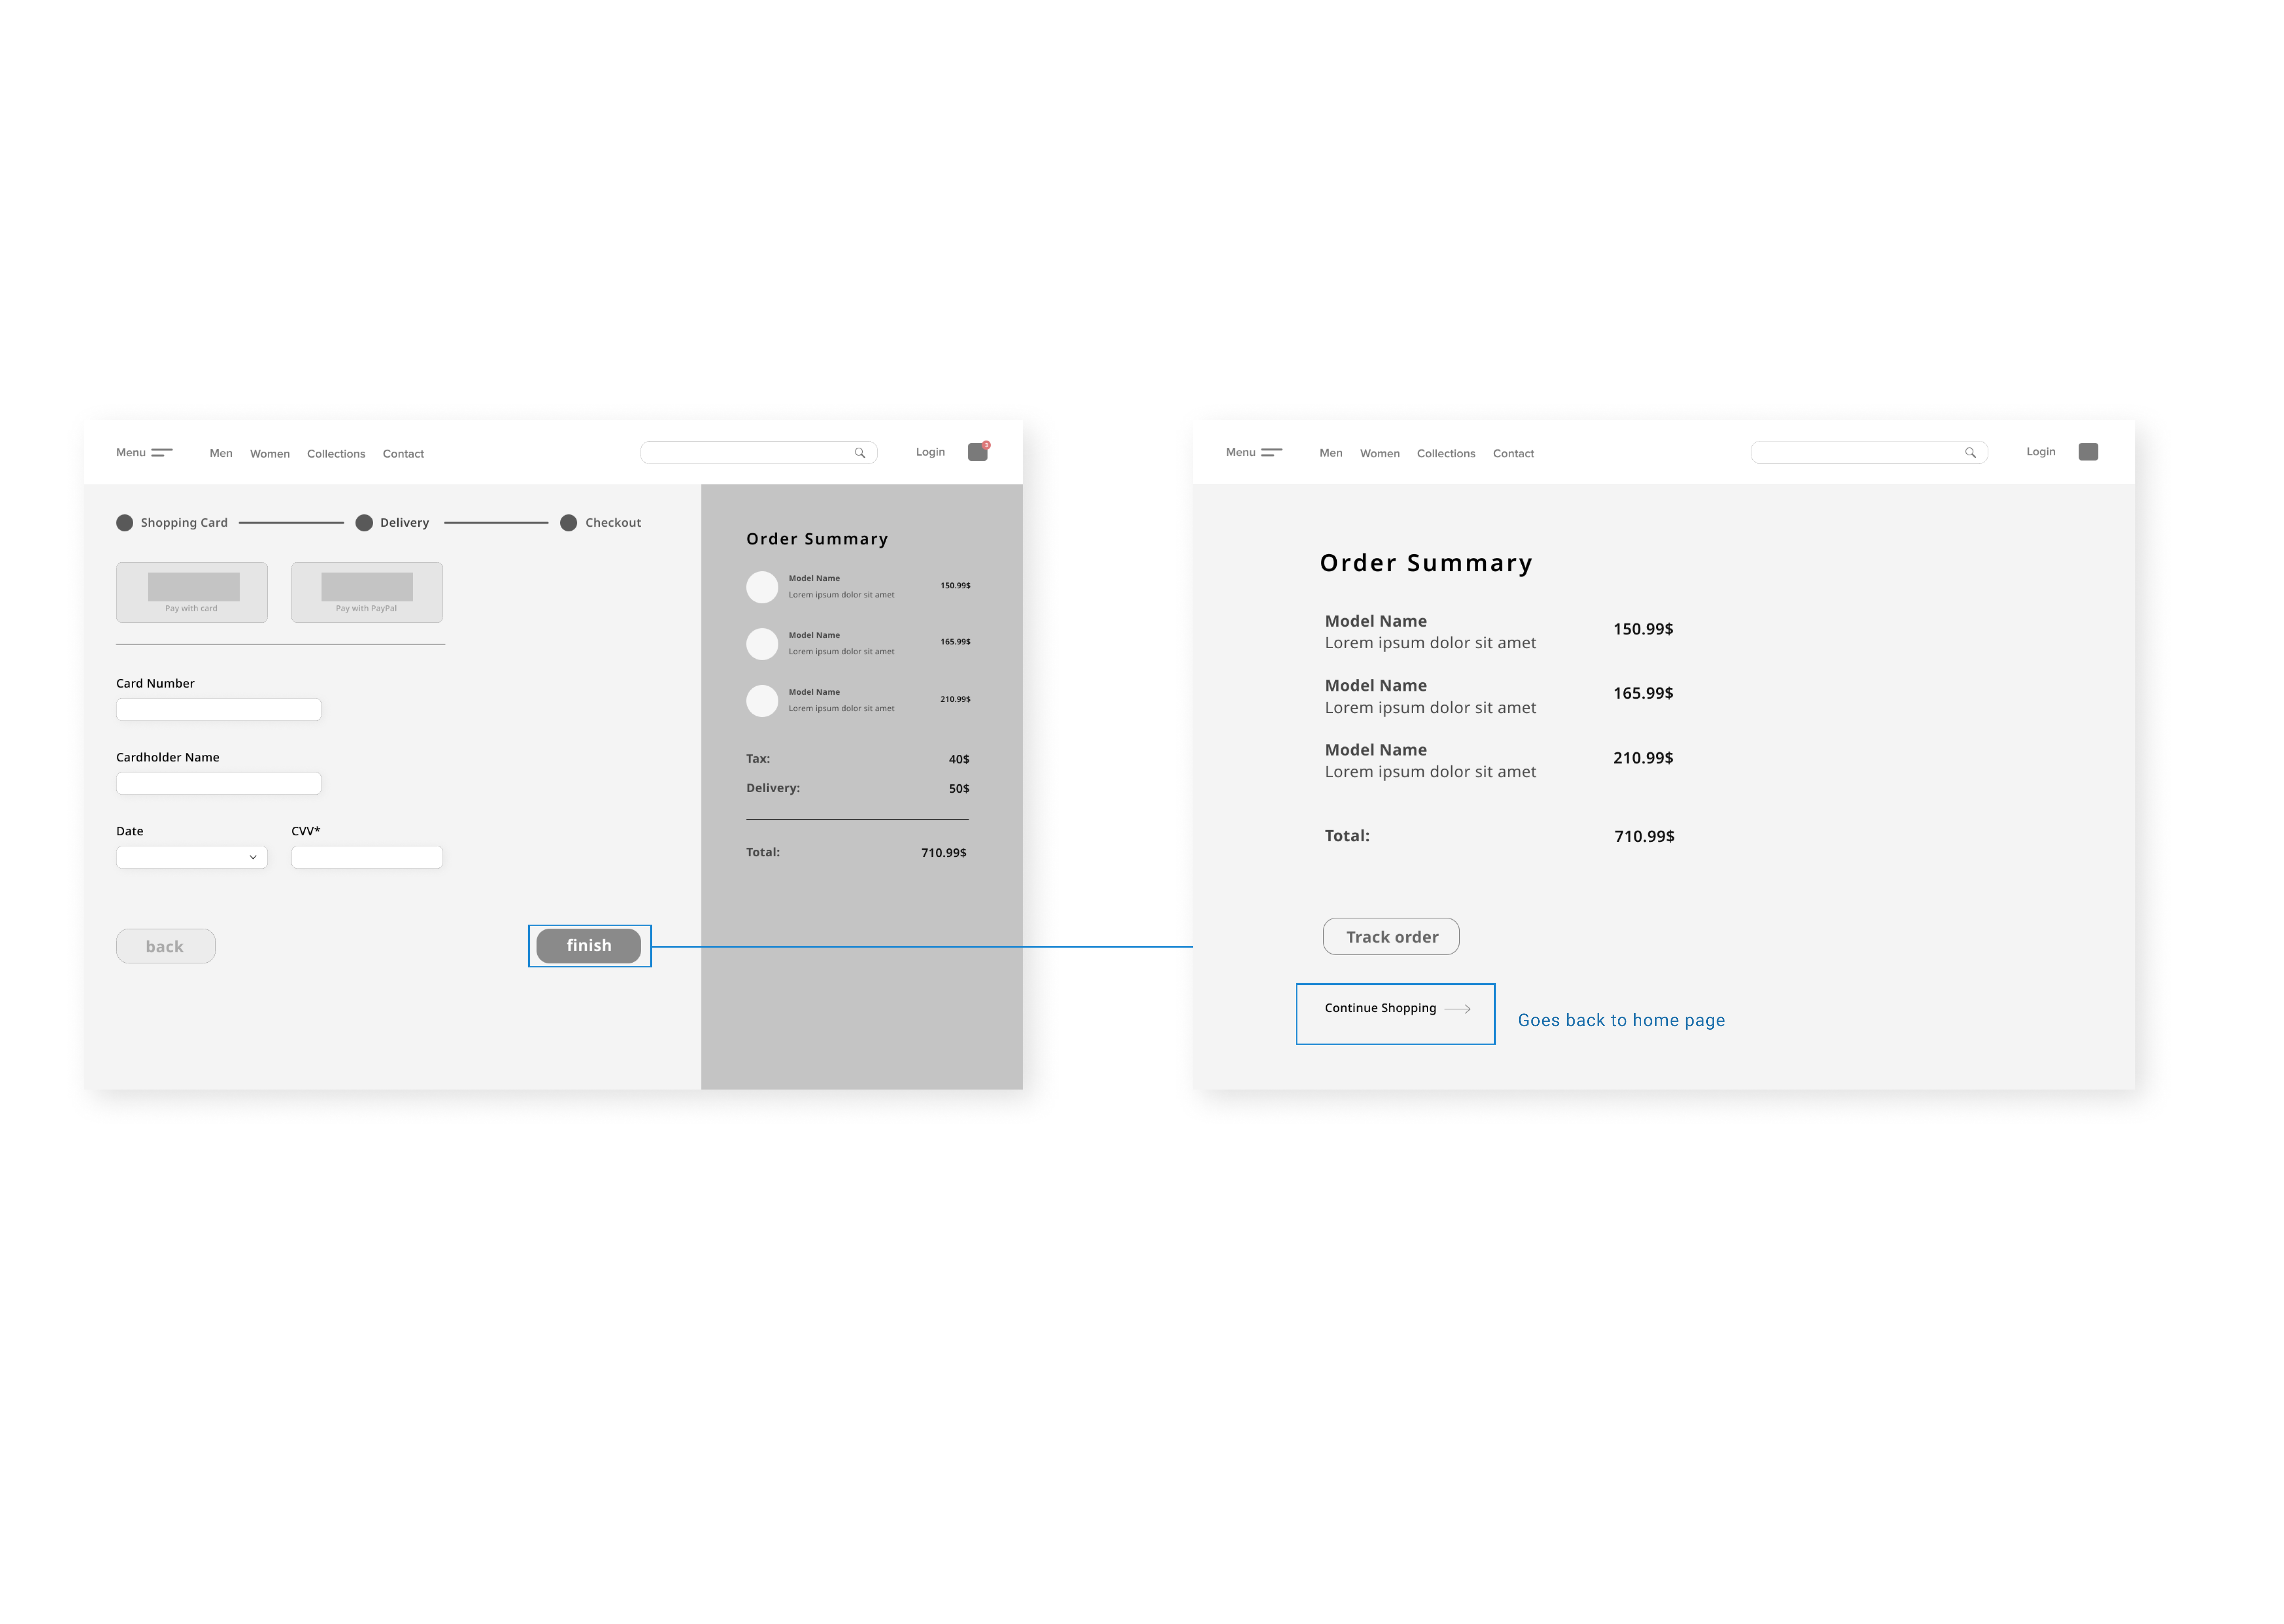 Menu Men Women Collections Contact Login 3
Shopping Card Delivery Checkout
Pay with card Pay with PayPal
Card Number
Cardholder Name
Date CVV*
back finish
Order Summary
Model Name
Lorem ipsum dolor sit amet 150.99$
Model Name
Lorem ipsum dolor sit amet 165.99$
Model Name
Lorem ipsum dolor sit amet 210.99$
Tax: 40$
Delivery: 50$
Total: 710.99$
Menu Men Women Collections Contact Login
Order Summary
Model Name
Lorem ipsum dolor sit amet 150.99$
Model Name
Lorem ipsum dolor sit amet 165.99$
Model Name
Lorem ipsum dolor sit amet 210.99$
Total: 710.99$
Track order
Continue Shopping
Goes back to home page